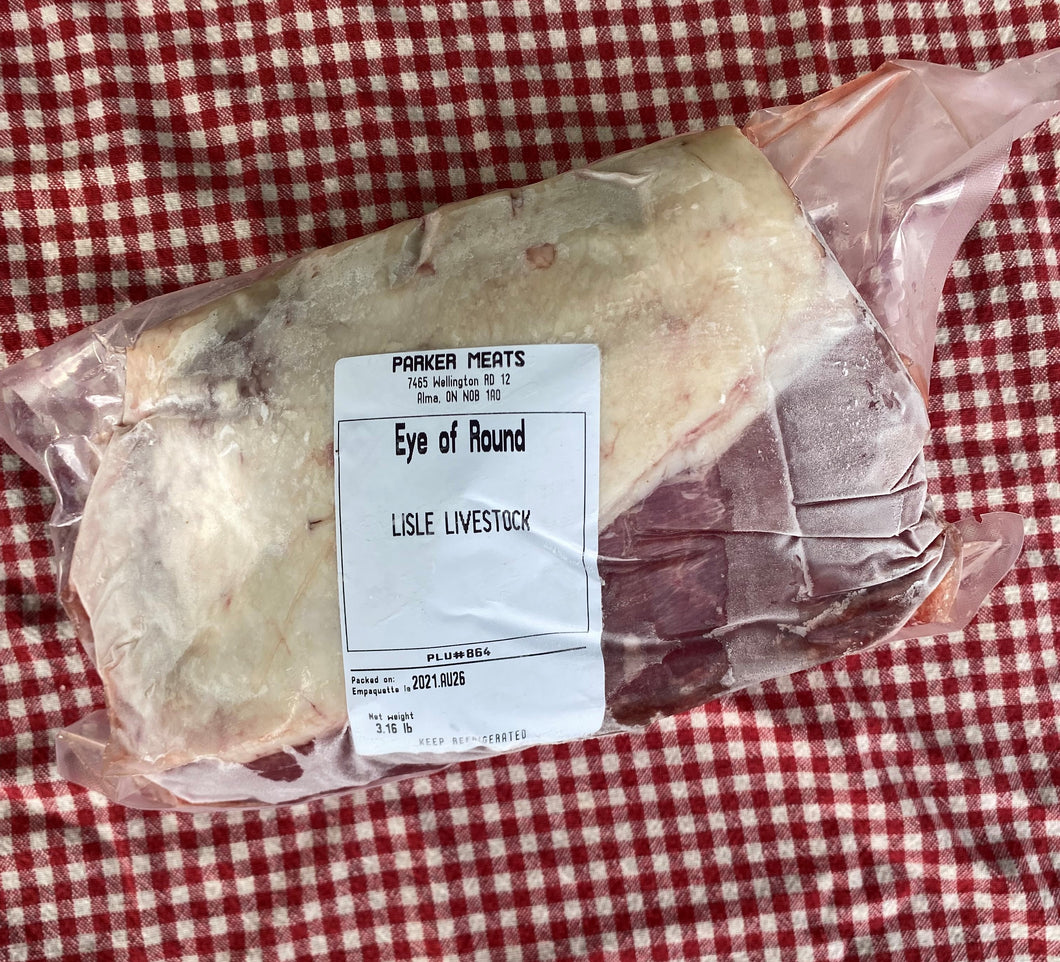 PARKER MEATS
7465 Wellington RD 12
Alma, ON N0B 1A0
Eye of Round
LISLE LIVESTOCK
PLU#864
Packed on:
Empaquette le 2021.AU26
Net weight
3.16 lb
KEEP REFRIGERATED